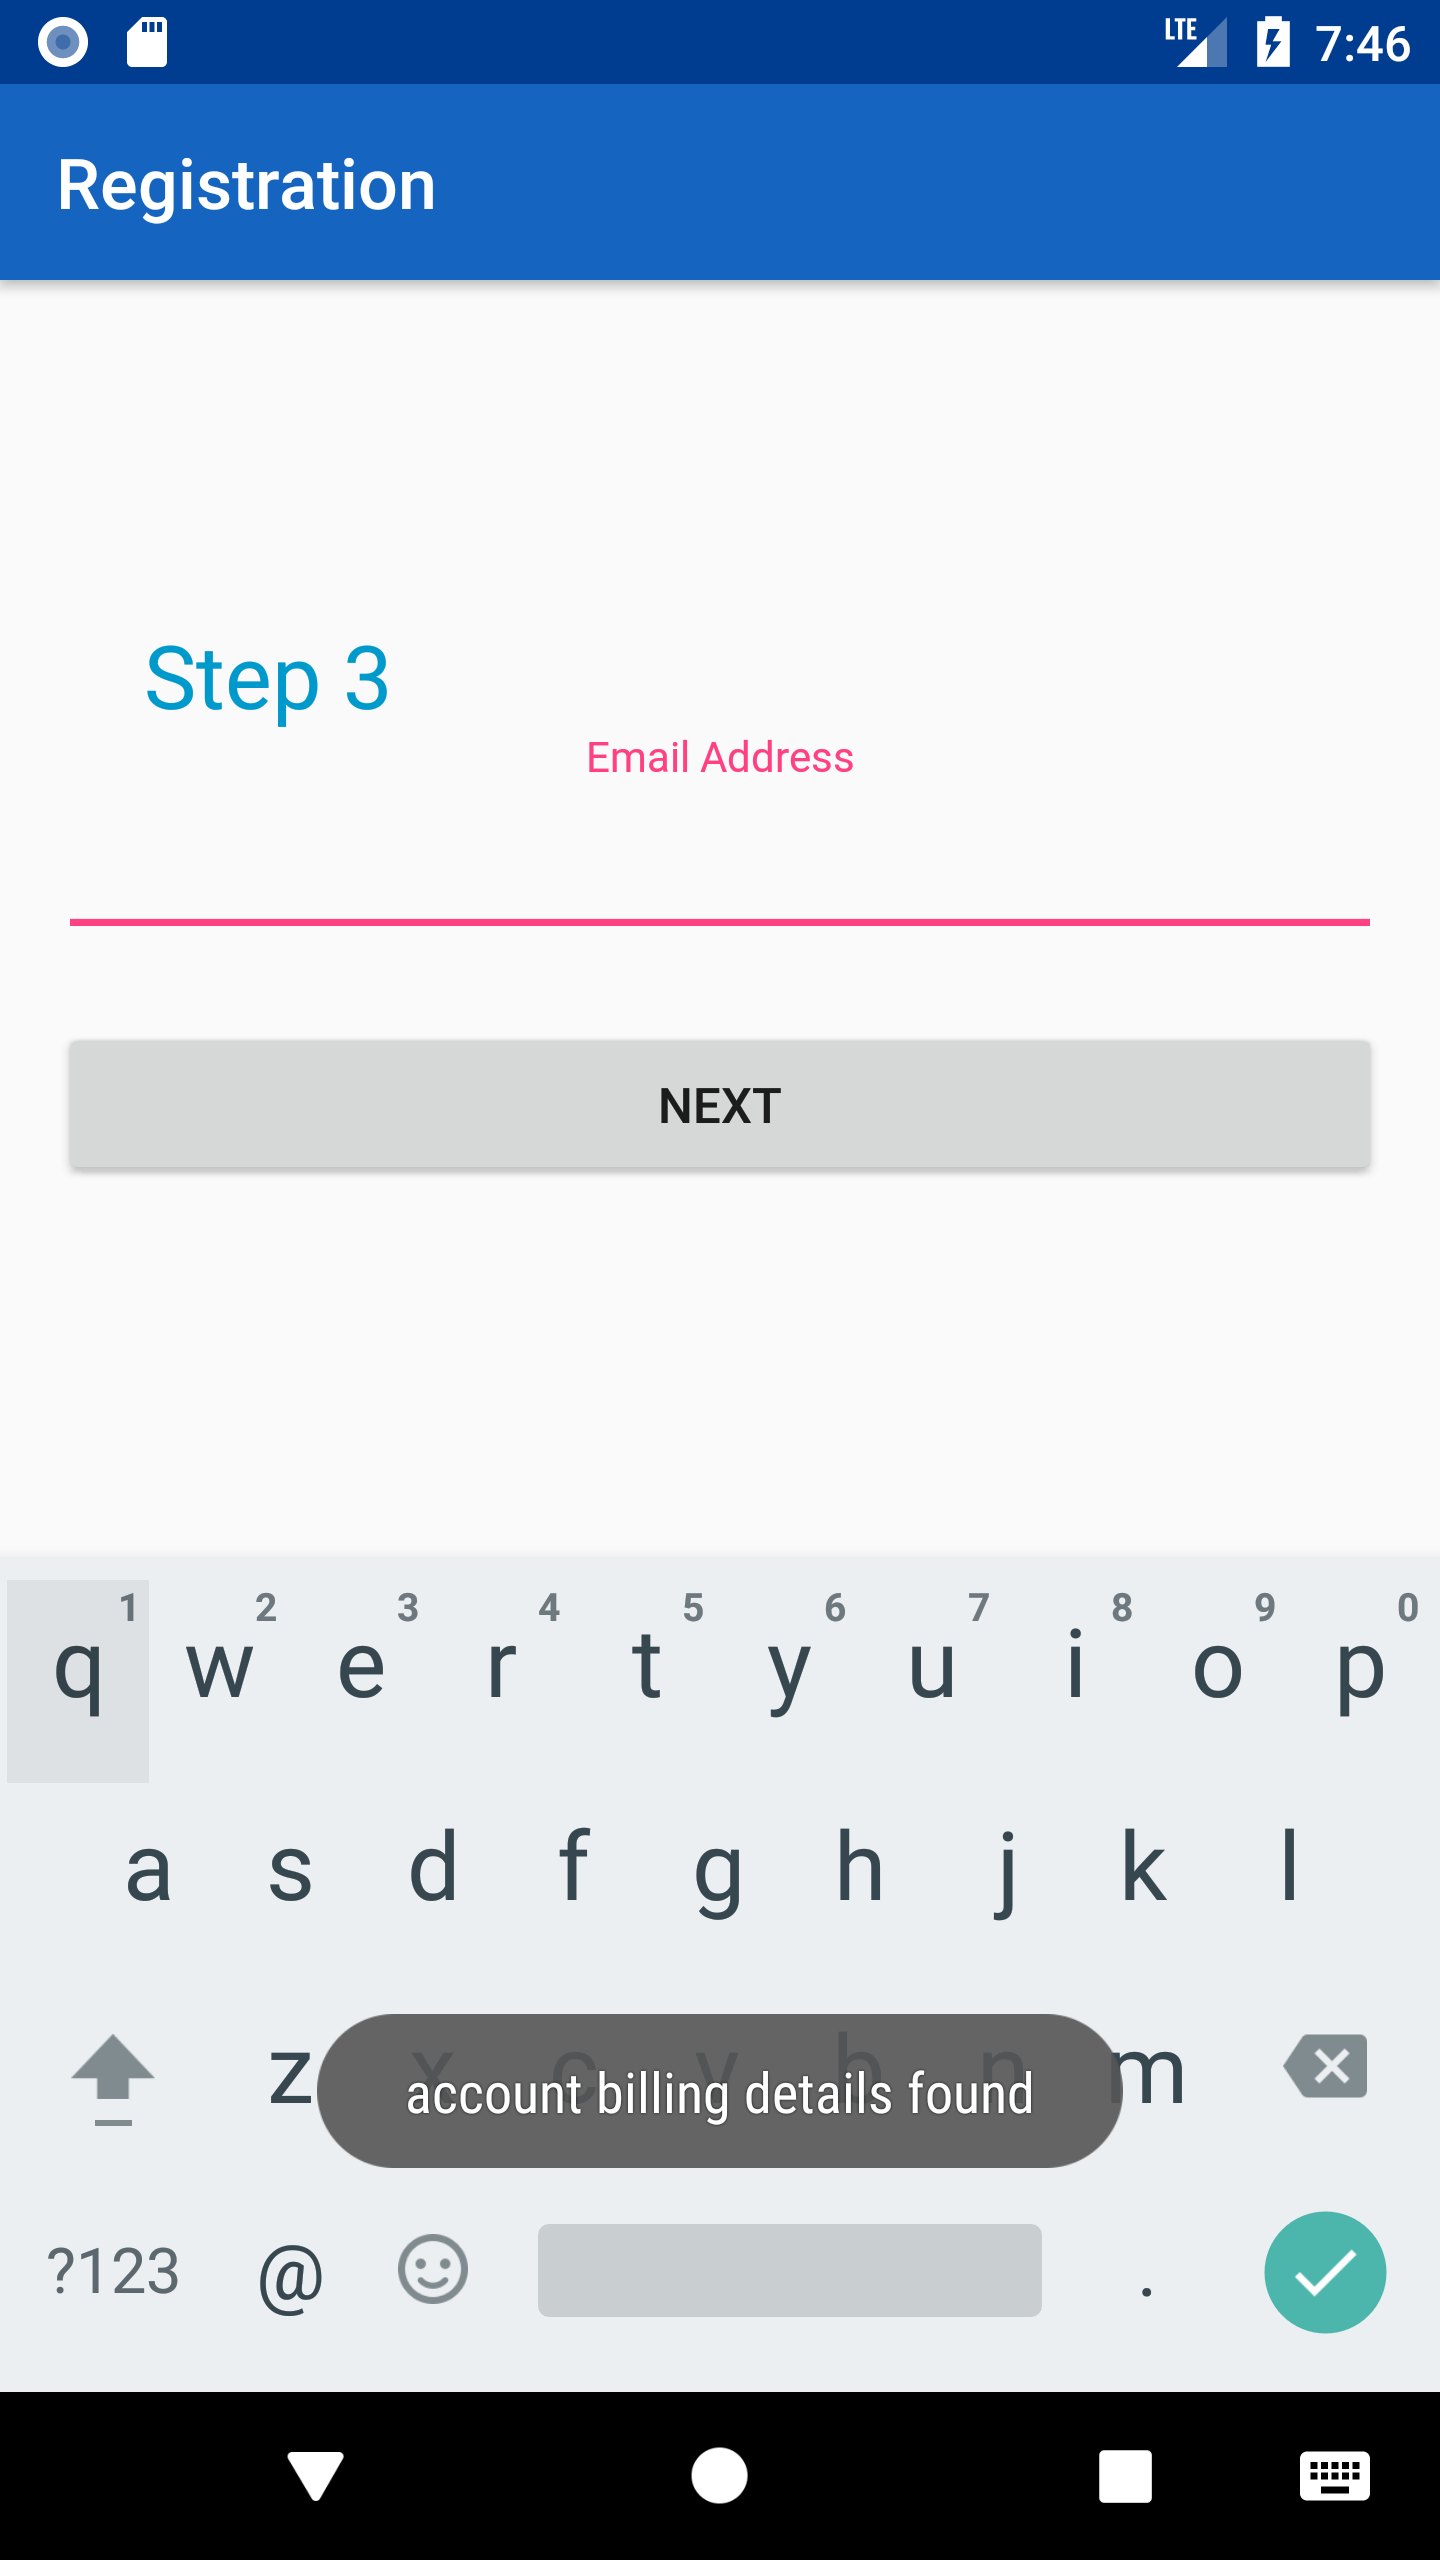 LTE 7:46
Registration
Step 3
Email Address
NEXT
1 2 3 4 5 6 7 8 9 0
q w e r t y u i o p
a s d f g h j k l
z x c v b n m
account billing details found
?123 @ .